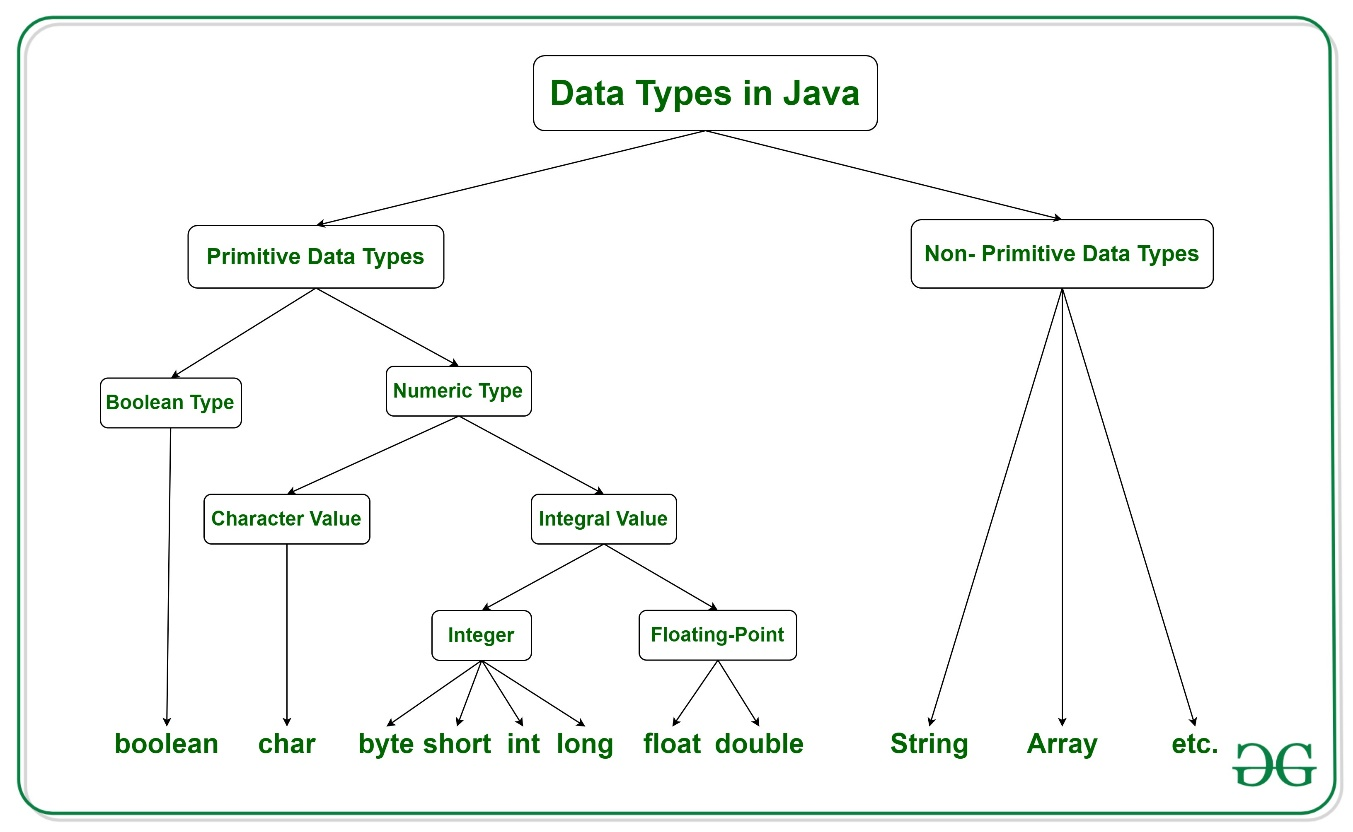 Data Types in Java
Primitive Data Types
Non- Primitive Data Types
Boolean Type
Numeric Type
Character Value
Integral Value
Integer
Floating-Point
boolean
char
byte
short
int
long
float
double
String
Array
etc.